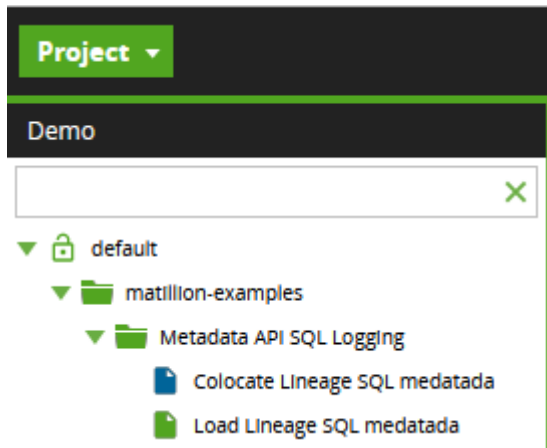 Project
Demo
default
matillion-examples
Metadata API SQL Logging
Colocate Lineage SQL medatada
Load Lineage SQL medatada